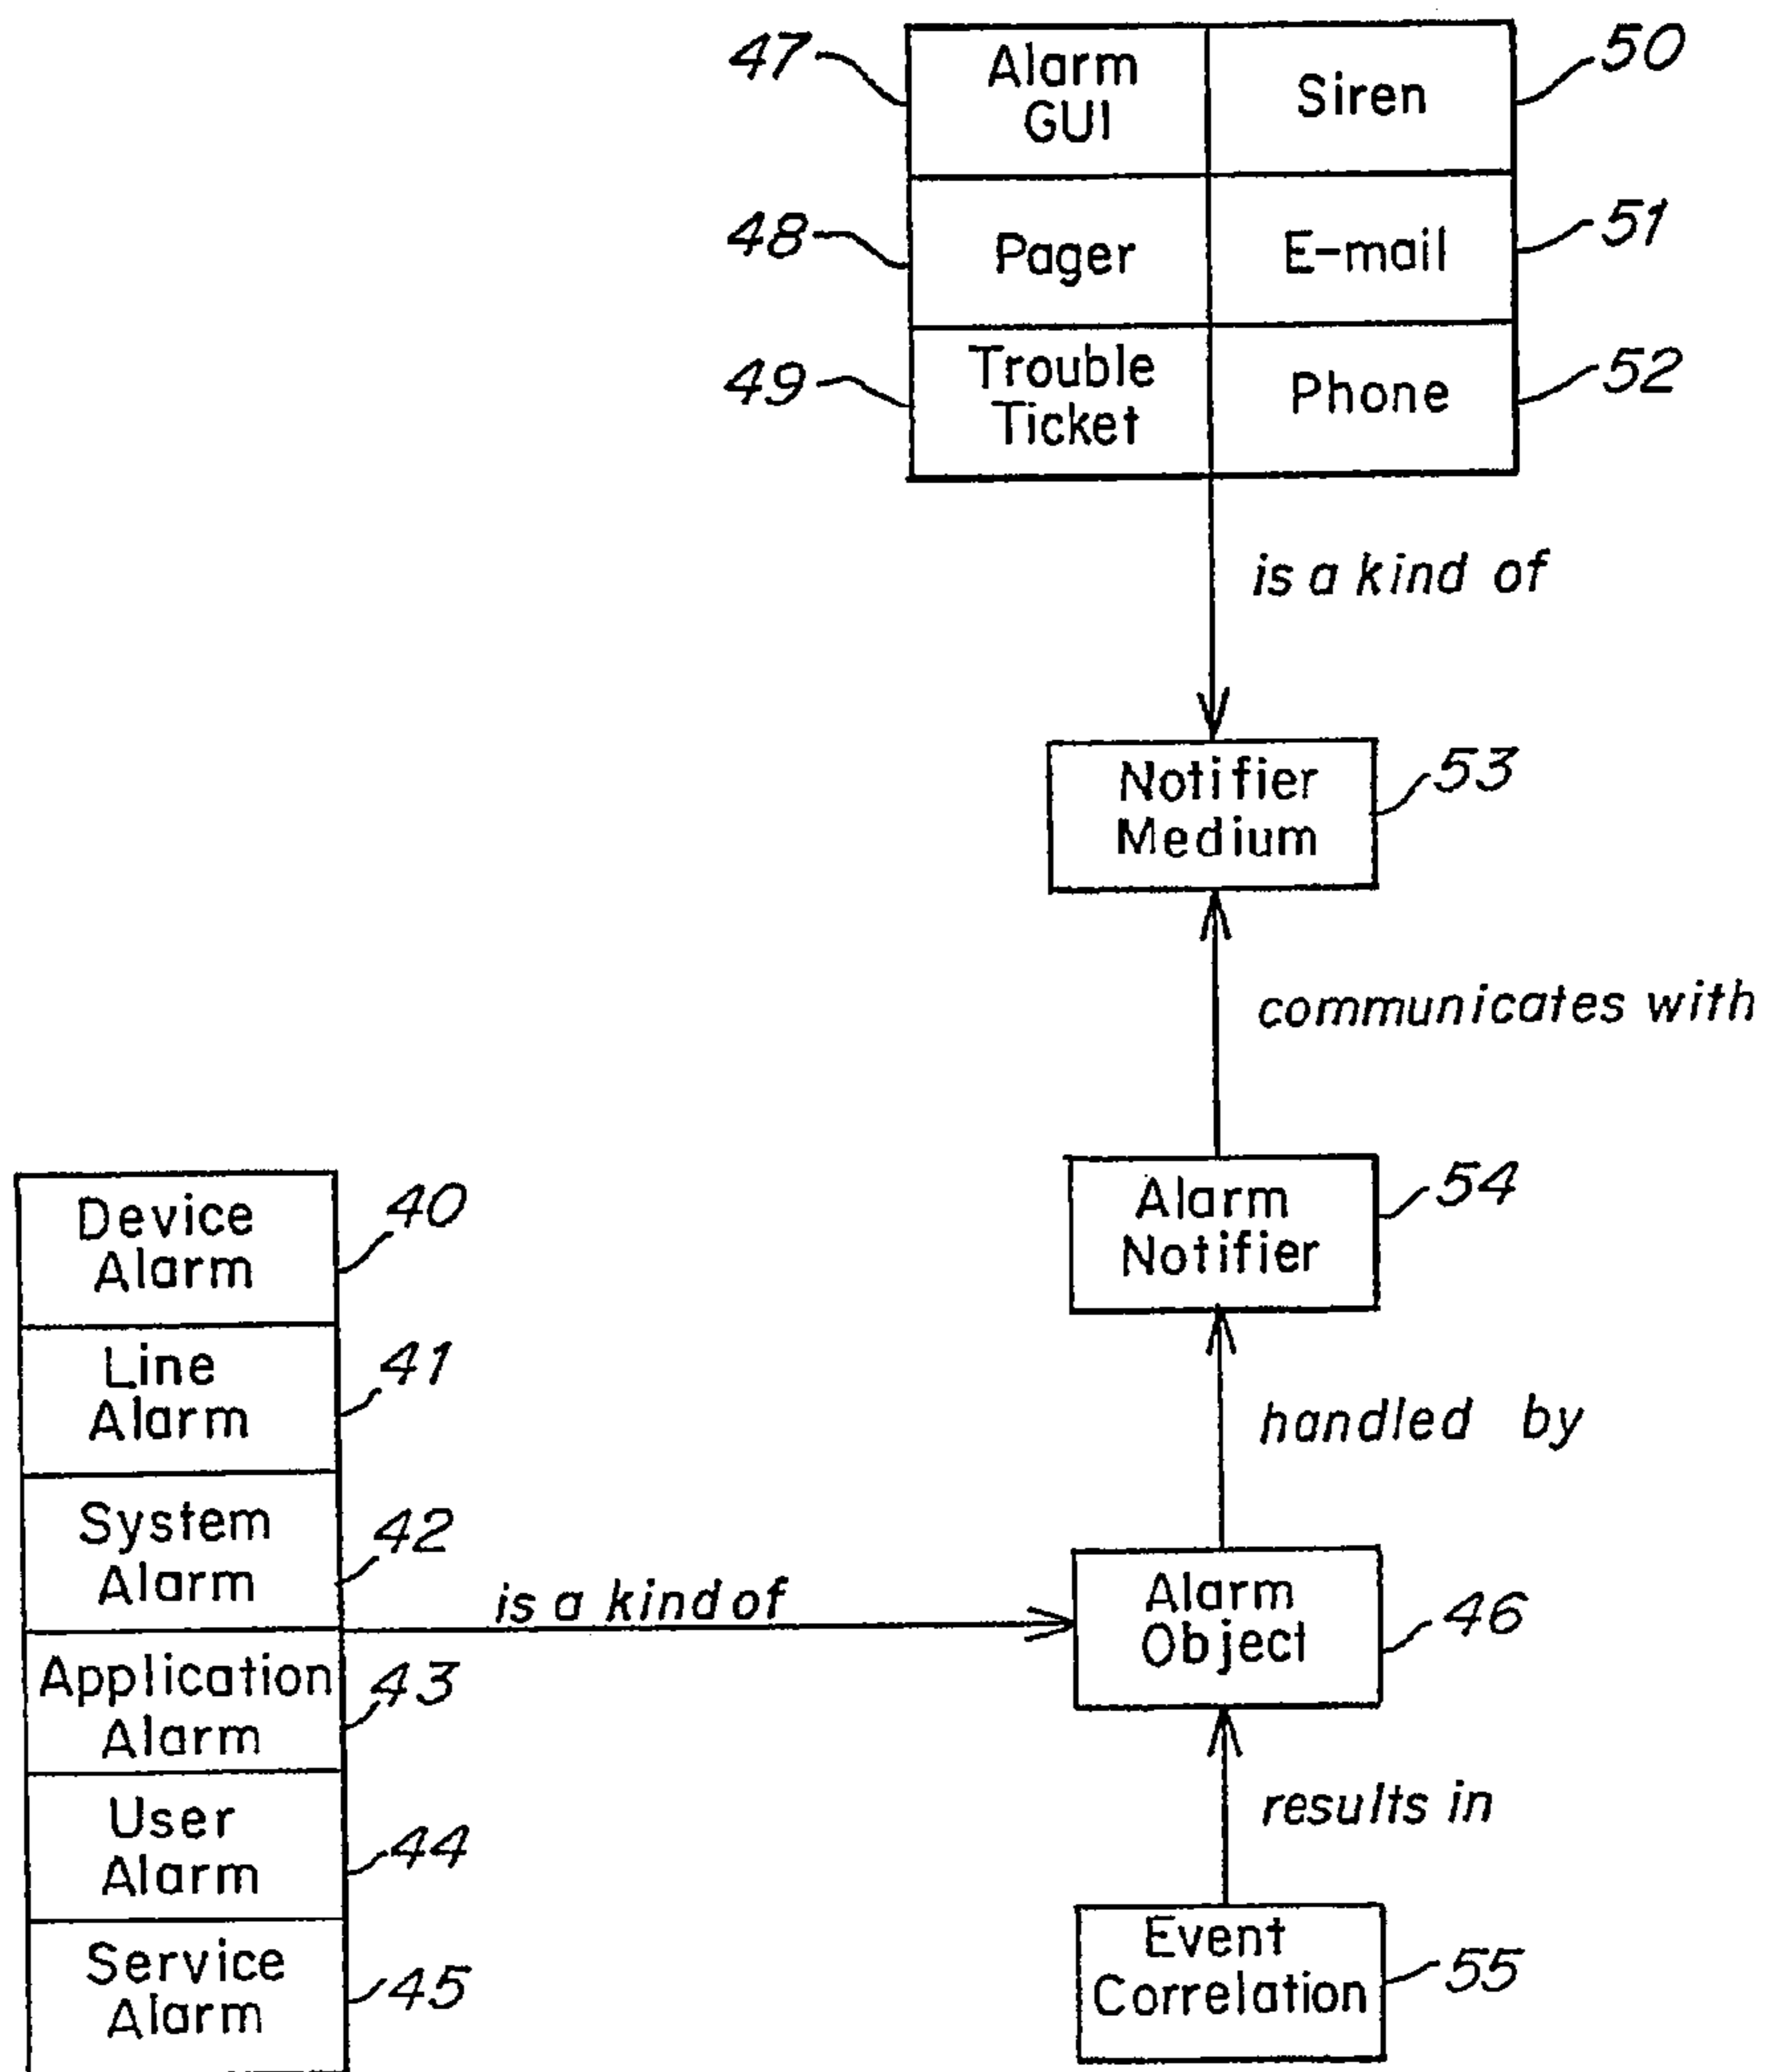 47
Alarm
GUI
Siren
50
48
Pager
E-mail
51
49
Trouble
Ticket
Phone
52
is a kind of
Notifier
Medium
53
communicates with
Alarm
Notifier
54
handled by
Device
Alarm
40
Line
Alarm
41
System
Alarm
42
Application
Alarm
43
User
Alarm
44
Service
Alarm
45
is a kind of
Alarm
Object
46
results in
Event
Correlation
55